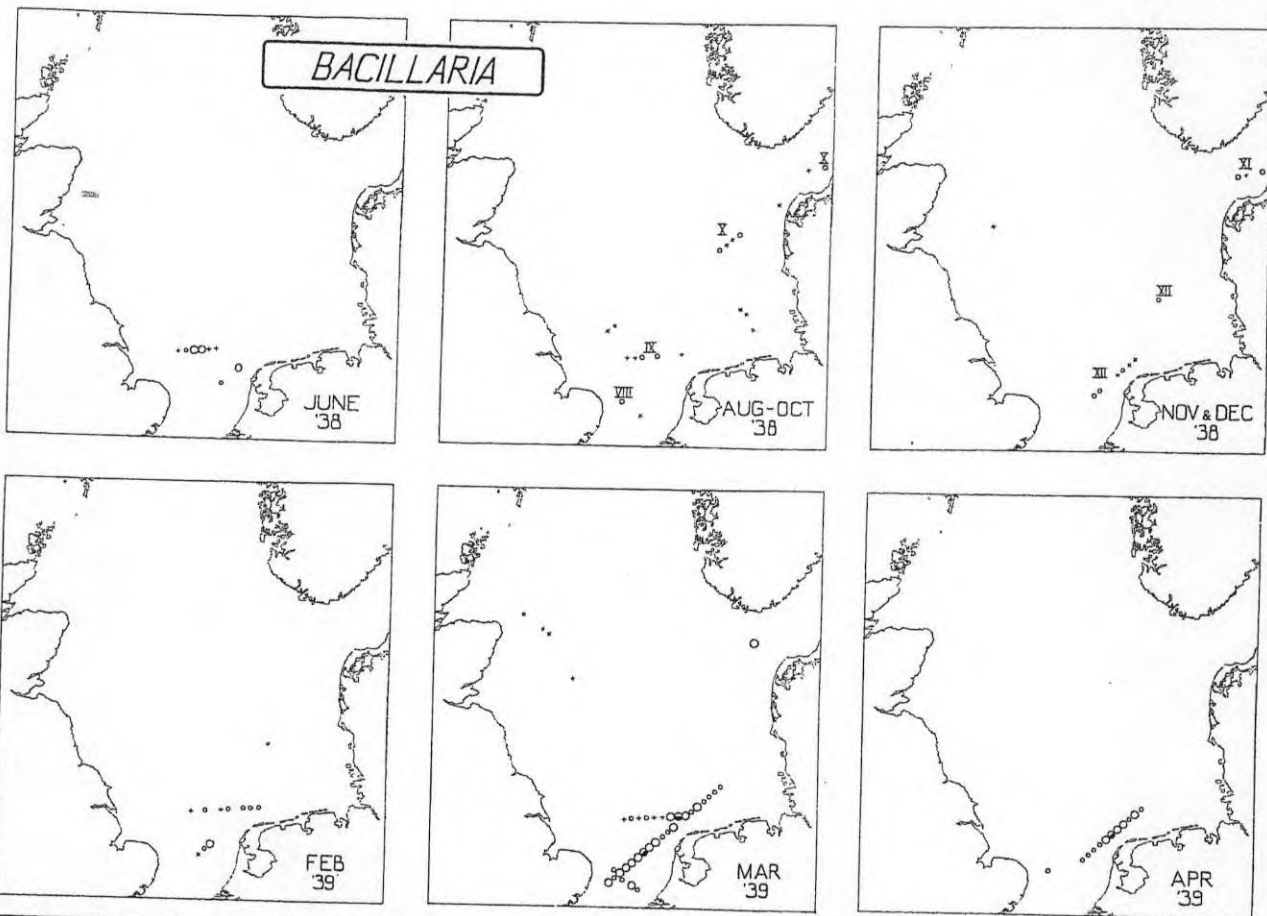 BACILLARIA
JUNE
'38
X
X
IX
VIII
AUG-OCT
'38
XI
XII
XII
NOV & DEC
'38
FEB
'39
MAR
'39
APR
'39